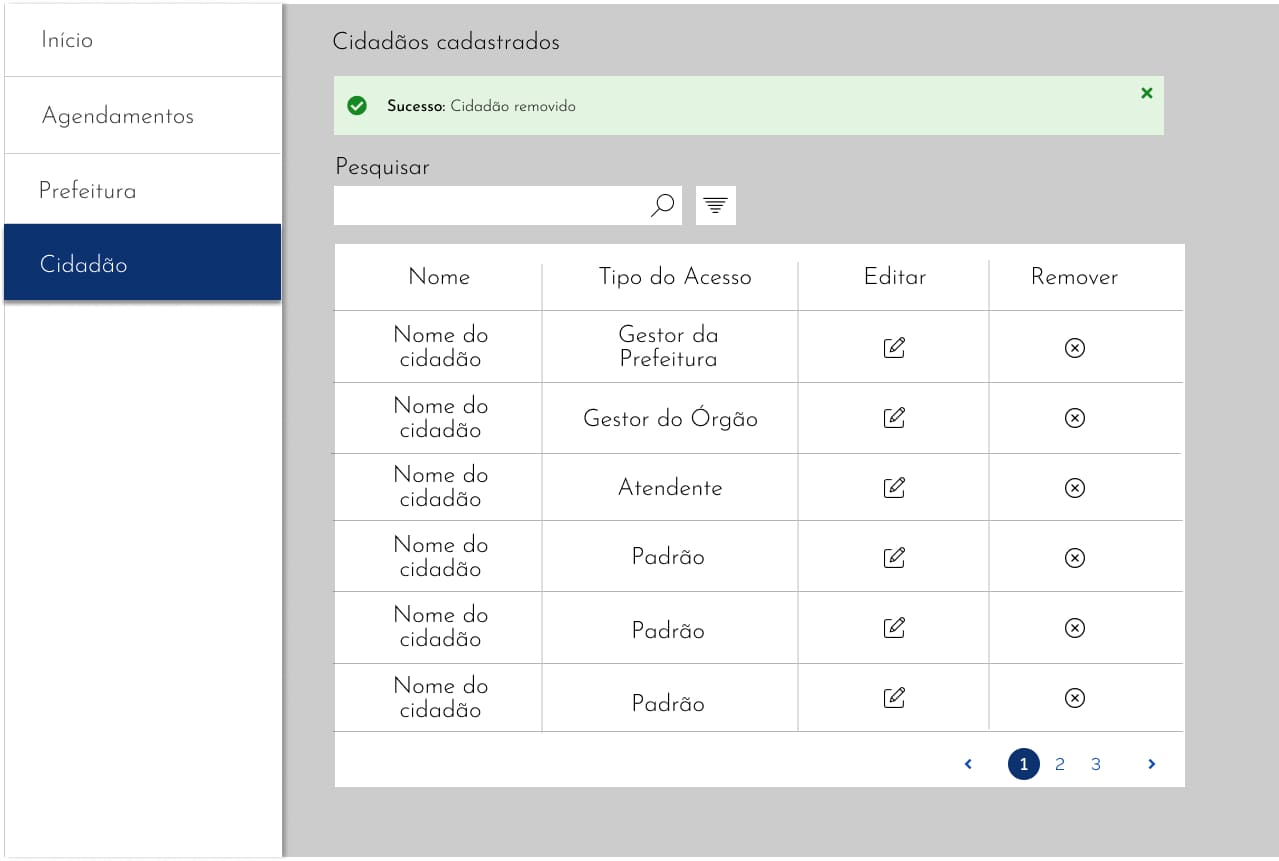 Início
Agendamentos
Prefeitura
Cidadão
Cidadãos cadastrados
Sucesso: Cidadão removido
Pesquisar
Nome Tipo do Acesso Editar Remover
Nome do
cidadão
Gestor da
Prefeitura
Nome do
cidadão
Gestor do Órgão
Nome do
cidadão
Atendente
Nome do
cidadão
Padrão
Nome do
cidadão
Padrão
Nome do
cidadão
Padrão
1 2 3